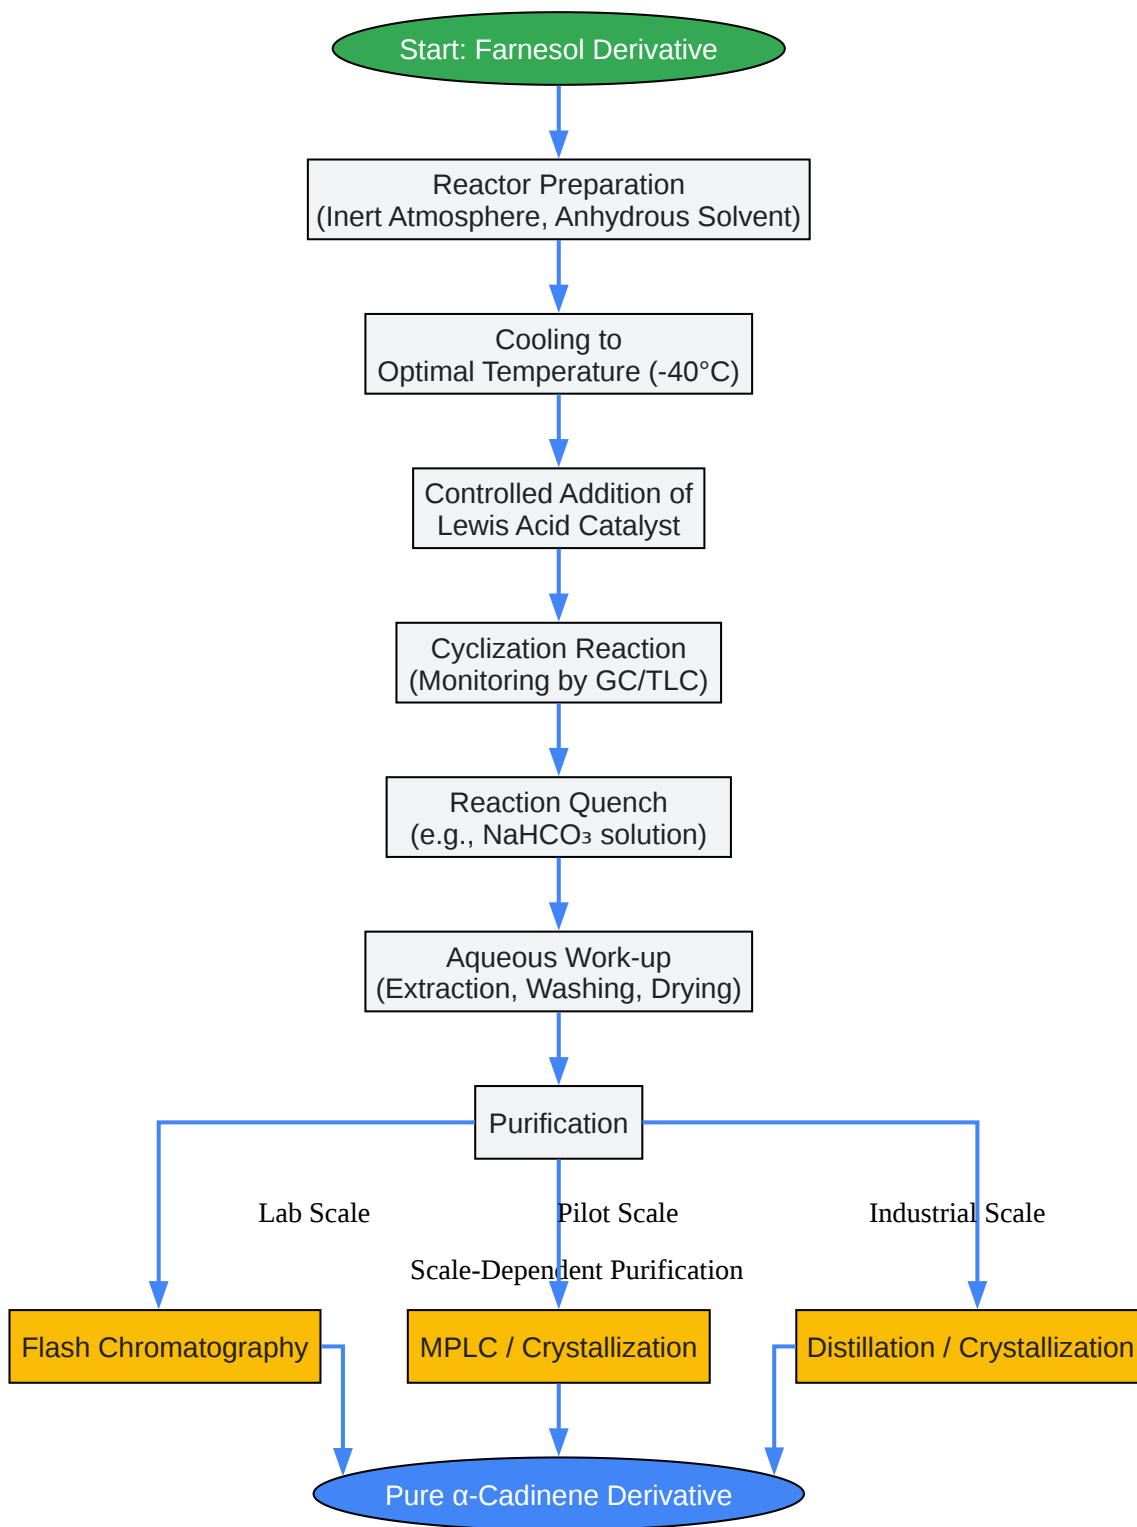 Start: Farnesol Derivative
Reactor Preparation
(Inert Atmosphere, Anhydrous Solvent)
Cooling to
Optimal Temperature (-40°C)
Controlled Addition of
Lewis Acid Catalyst
Cyclization Reaction
(Monitoring by GC/TLC)
Reaction Quench
(e.g., NaHCO₃ solution)
Aqueous Work-up
(Extraction, Washing, Drying)
Purification
Lab Scale
Pilot Scale
Industrial Scale
Scale-Dependent Purification
Flash Chromatography
MPLC / Crystallization
Distillation / Crystallization
Pure α-Cadinene Derivative